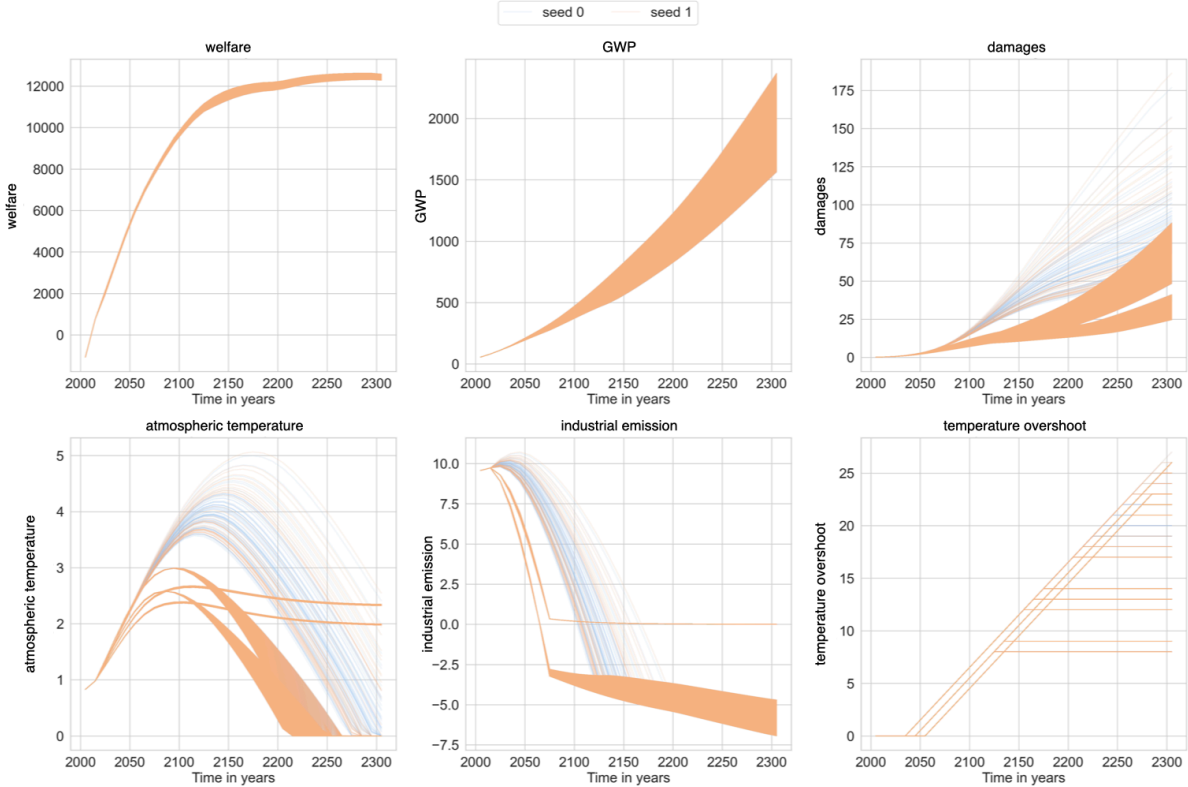 seed 0 seed 1
welfare GWP damages
welfare
12000
10000
8000
6000
4000
2000
0
2000 2050 2100 2150 2200 2250 2300
Time in years
GWP
2000
1500
1000
500
0
2000 2050 2100 2150 2200 2250 2300
Time in years
damages
175
150
125
100
75
50
25
0
2000 2050 2100 2150 2200 2250 2300
Time in years
atmospheric temperature industrial emission temperature overshoot
atmospheric temperature
5
4
3
2
1
0
2000 2050 2100 2150 2200 2250 2300
Time in years
industrial emission
10.0
7.5
5.0
2.5
0.0
−2.5
−5.0
−7.5
2000 2050 2100 2150 2200 2250 2300
Time in years
temperature overshoot
25
20
15
10
5
0
2000 2050 2100 2150 2200 2250 2300
Time in years